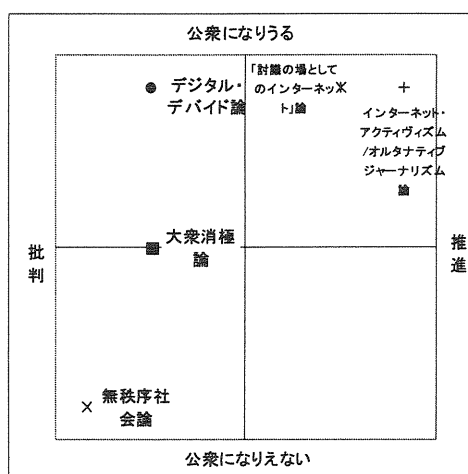 公衆になりうる
デジタル・
デバイド論
「討議の場として
のインターネッ
ト」論
インターネット・
アクティヴィズム
/オルタナティブ
ジャーナリズム
論
大衆消極
論
批判
推進
無秩序社
会論
公衆になりえない